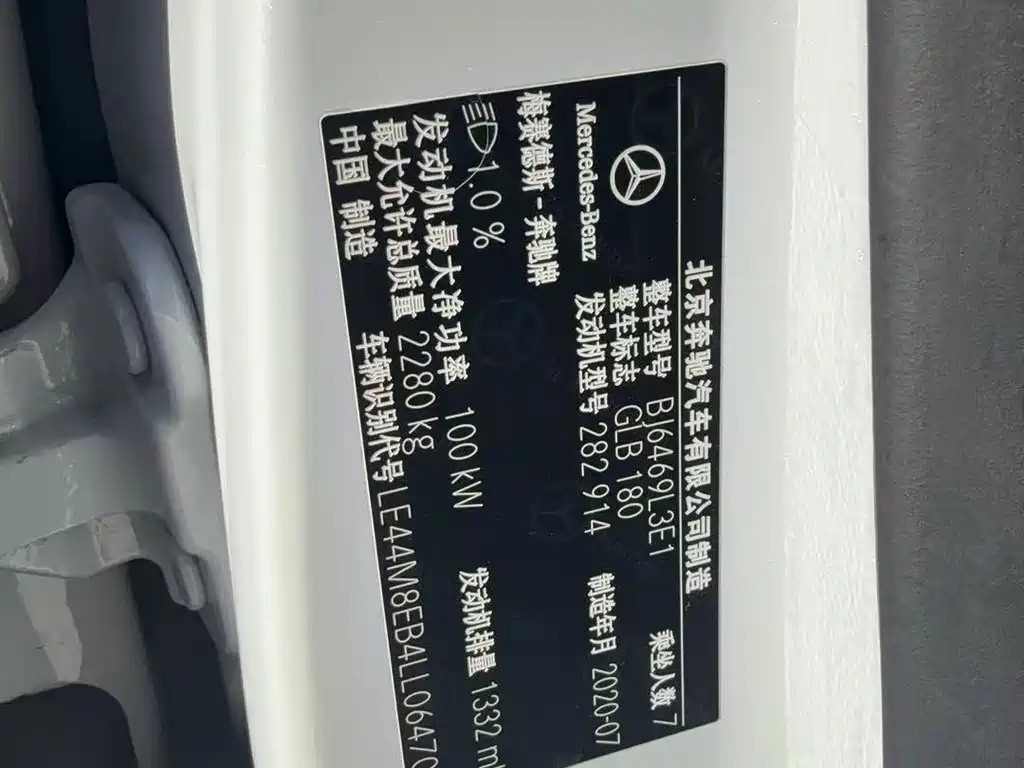 北京奔驰汽车有限公司制造
Mercedes-Benz
梅赛德斯-奔驰牌
整车型号 BJ6469L3E1 乘坐人数 7
整车标志 GLB 180
发动机型号 282 914 制造年月 2020-07
1.0 %
发动机最大净功率 100 kW 发动机排量 1332 ml
最大允许总质量 2280 kg
车辆识别代号 LE44M8EB4LL06470
中国 制造